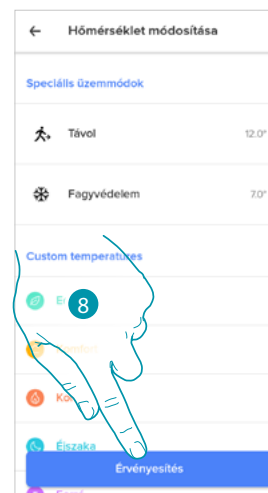 ← Hőmérséklet módosítása
Speciális üzemmódok
Távol 12.0°
Fagyvédelem 7.0°
Custom temperatures
8
Éjszaka
Érvényesítés